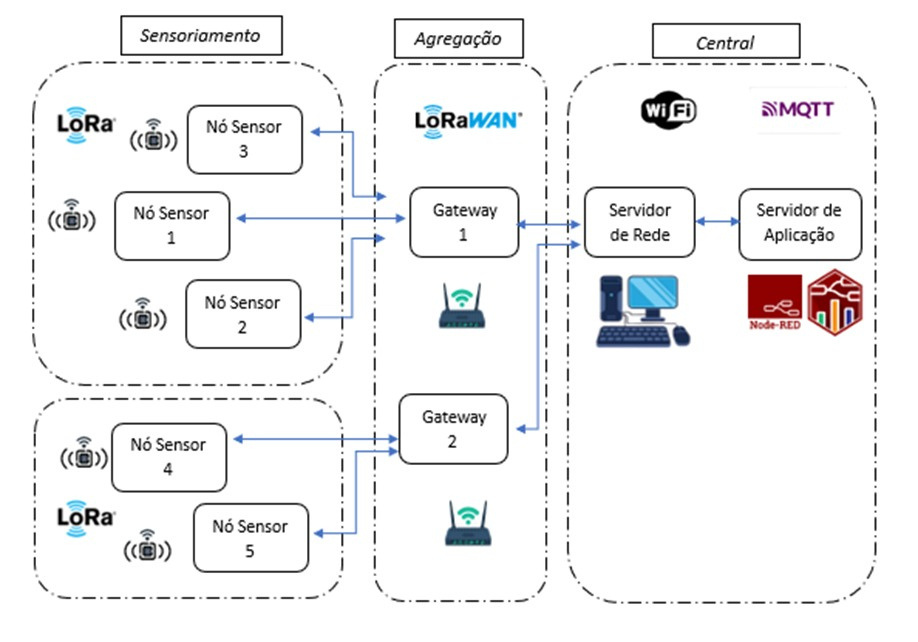 Sensoriamento
Agregação
Central
LoRa
Nó Sensor
3
Nó Sensor
1
Nó Sensor
2
LoRaWAN
Gateway
1
WiFi
MQTT
Servidor
de Rede
Servidor de
Aplicação
Node-RED
Gateway
2
Nó Sensor
4
LoRa
Nó Sensor
5